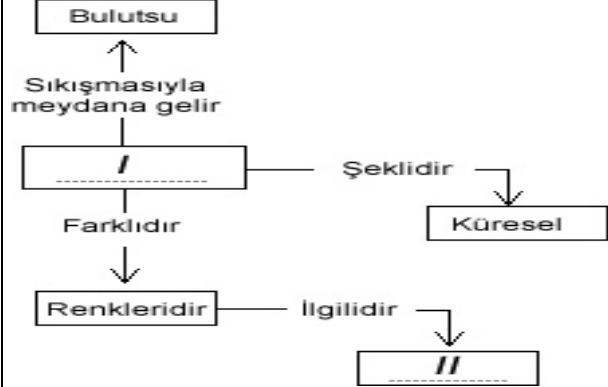 Bulutsu
Sıkışmasıyla
meydana gelir
I
Şeklidir
Küresel
Farklıdır
Renkleridir
İlgilidir
II